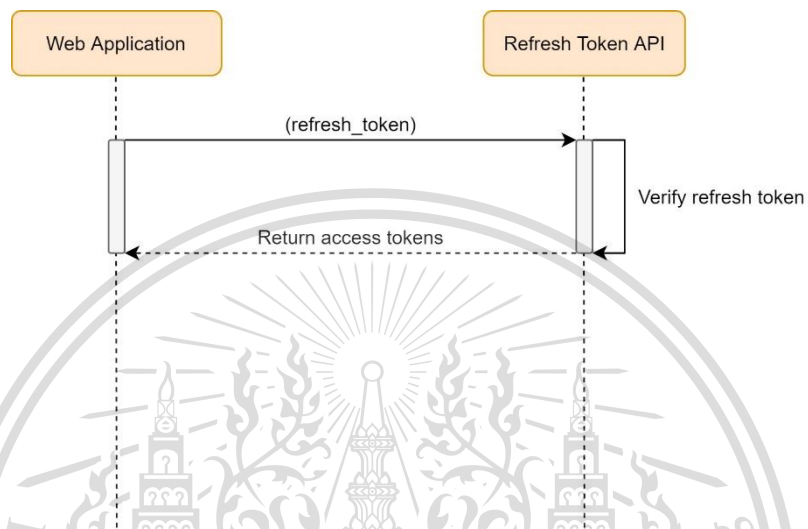 Web Application
Refresh Token API
(refresh_token)
Verify refresh token
Return access tokens